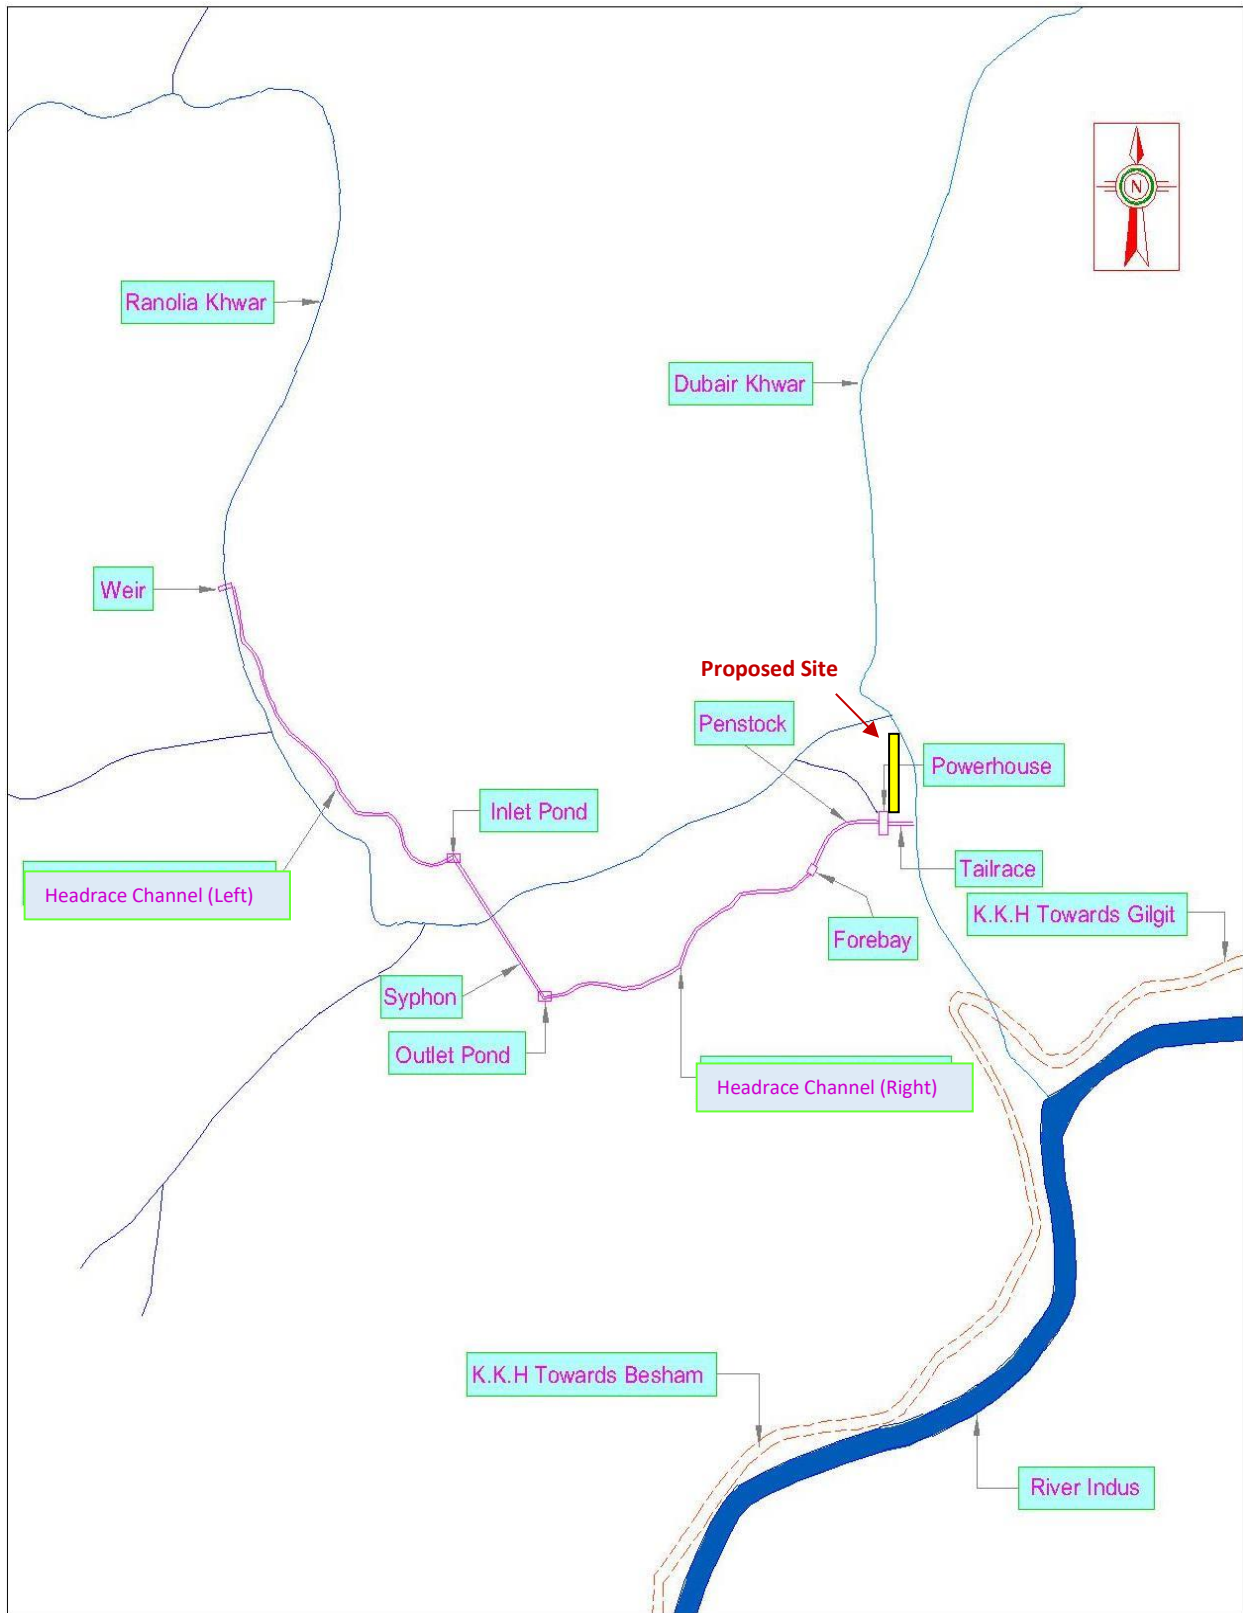 N
Ranolia Khwar
Dubair Khwar
Weir
Proposed Site
Penstock
Powerhouse
Inlet Pond
Tailrace
Headrace Channel (Left)
K.K.H Towards Gilgit
Forebay
Syphon
Outlet Pond
Headrace Channel (Right)
K.K.H Towards Besham
River Indus